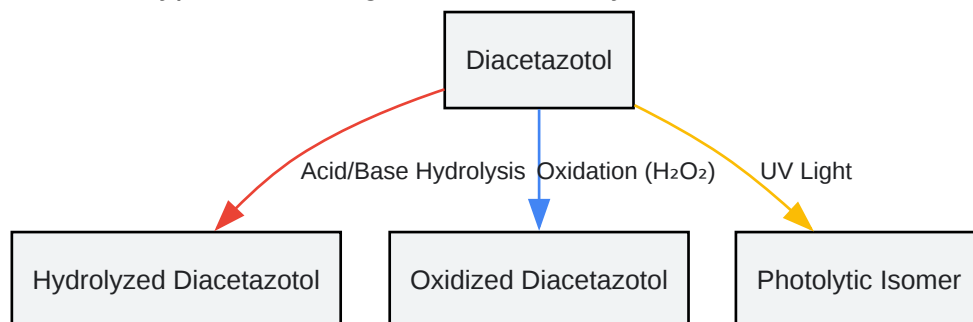 Diacetazotol
Acid/Base Hydrolysis
Oxidation (H₂O₂)
UV Light
Hydrolyzed Diacetazotol
Oxidized Diacetazotol
Photolytic Isomer